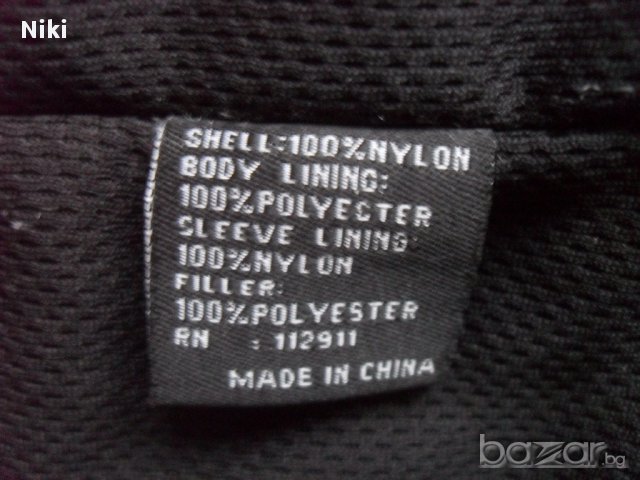 Niki
SHELL:100%NYLON
BODY LINING:
100%POLYECTER
SLEEVE LINING:
100%NYLON
FILLER:
100%POLYESTER
RN : 112911
MADE IN CHINA
bazar.bg